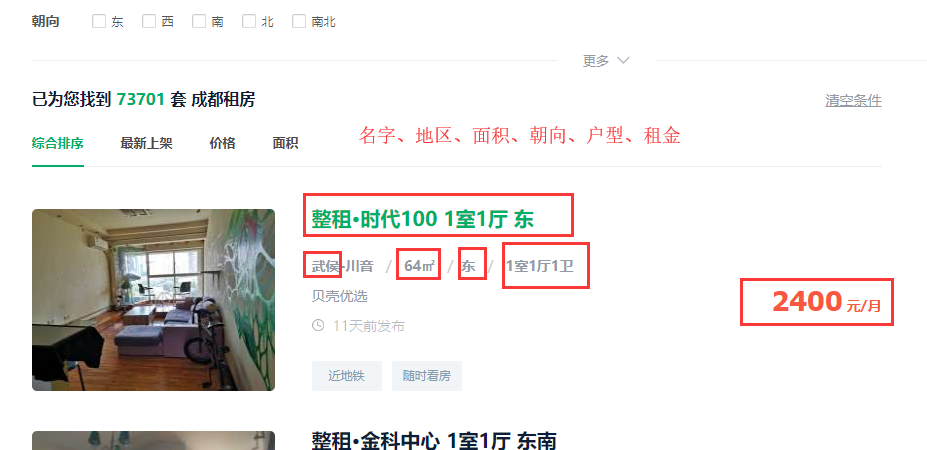 朝向 东 西 南 北 南北
更多
已为您找到 73701 套 成都租房 清空条件
综合排序 最新上架 价格 面积
名字、地区、面积、朝向、户型、租金
整租·时代100 1室1厅 东
武侯-川音 / 64㎡ / 东 / 1室1厅1卫
贝壳优选
2400 元/月
11天前发布
近地铁 随时看房
整租·金科中心 1室1厅 东南